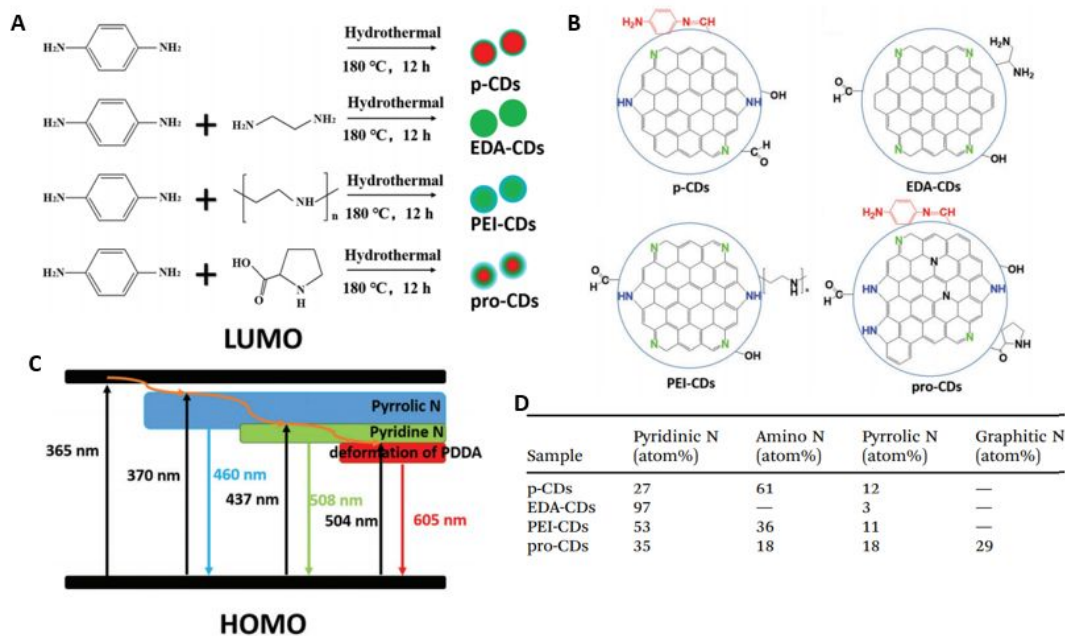 A
H₂N NH₂ Hydrothermal
180 ℃, 12 h
p-CDs
H₂N NH₂ + H₂N NH₂ Hydrothermal
180 ℃, 12 h
EDA-CDs
H₂N NH₂ + NH n Hydrothermal
180 ℃, 12 h
PEI-CDs
H₂N NH₂ + HO O N H Hydrothermal
180 ℃, 12 h
pro-CDs
B
H₂N N=CH
N
HN NH OH
N C H O
p-CDs
N N H₂N NH₂
O C H
N N OH
EDA-CDs
N N
O C H HN NH N H
N N OH
PEI-CDs
H₂N N=CH
N N OH
O C H HN N NH
HN N NH O
pro-CDs
LUMO
C
Pyrrolic N
Pyridine N
deformation of PDDA
365 nm
370 nm
460 nm
437 nm
508 nm
504 nm
605 nm
HOMO
D
Sample Pyridinic N (atom%) Amino N (atom%) Pyrrolic N (atom%) Graphitic N (atom%)
p-CDs 27 61 12 —
EDA-CDs 97 — 3 —
PEI-CDs 53 36 11 —
pro-CDs 35 18 18 29